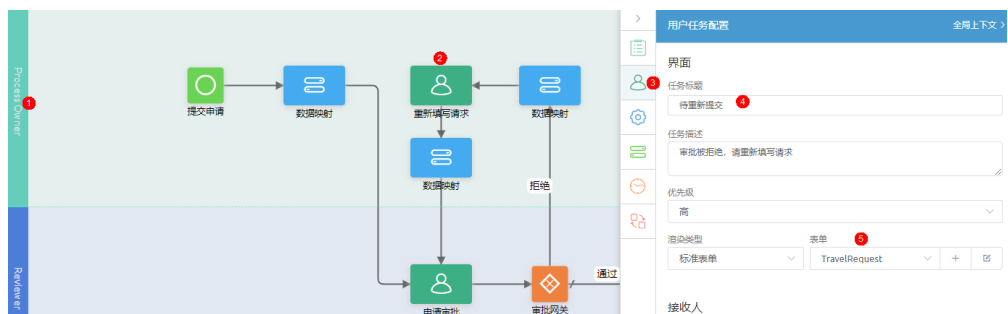 Process Owner
1
提交申请
数据映射
2
重新填写请求
数据映射
数据映射
拒绝
Reviewer
申请审批
审批网关
通过
3
用户任务配置
全局上下文 >
界面
任务标题
待重新提交
4
任务描述
审批被拒绝，请重新填写请求
优先级
高
渲染类型
表单
5
标准表单
TravelRequest
接收人